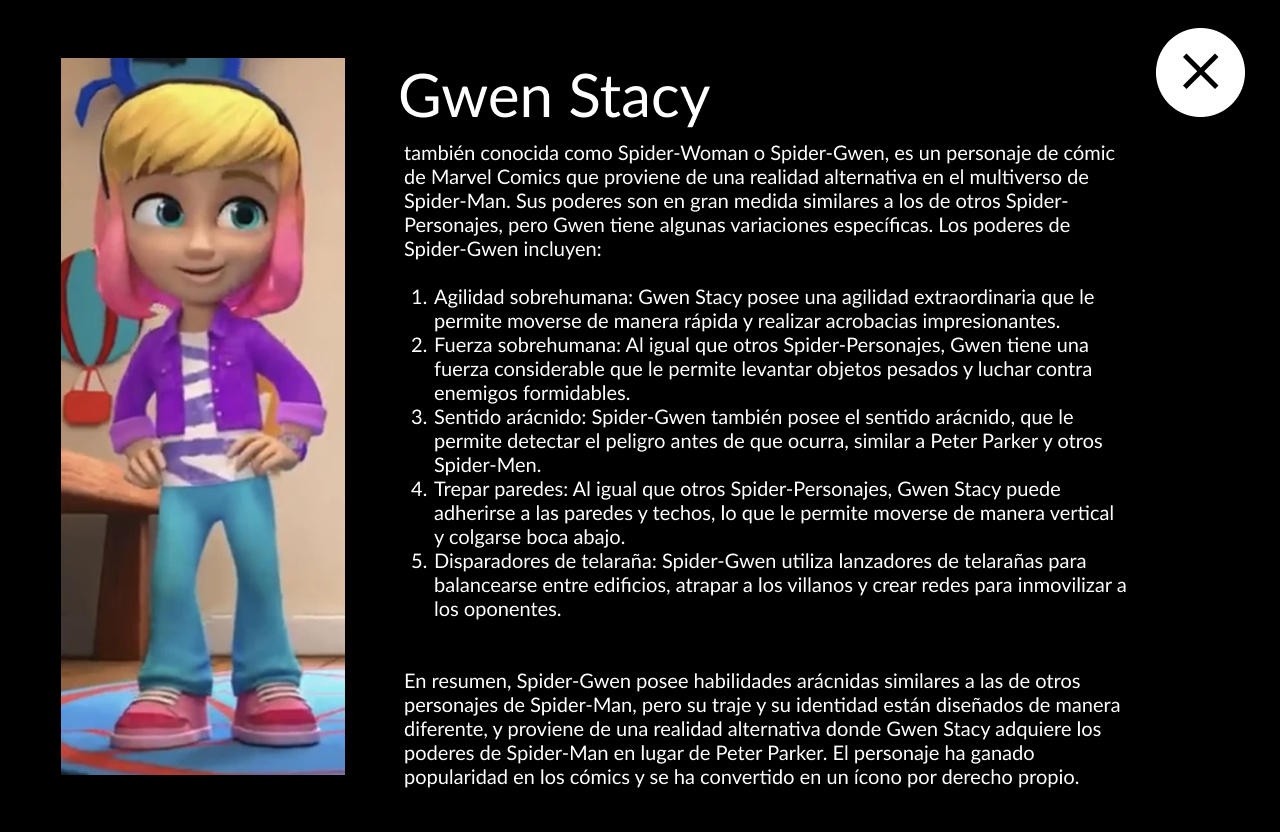 Gwen Stacy
también conocida como Spider-Woman o Spider-Gwen, es un personaje de cómic
de Marvel Comics que proviene de una realidad alternativa en el multiverso de
Spider-Man. Sus poderes son en gran medida similares a los de otros Spider-
Personajes, pero Gwen tiene algunas variaciones específicas. Los poderes de
Spider-Gwen incluyen:
1. Agilidad sobrehumana: Gwen Stacy posee una agilidad extraordinaria que le
permite moverse de manera rápida y realizar acrobacias impresionantes.
2. Fuerza sobrehumana: Al igual que otros Spider-Personajes, Gwen tiene una
fuerza considerable que le permite levantar objetos pesados y luchar contra
enemigos formidables.
3. Sentido arácnido: Spider-Gwen también posee el sentido arácnido, que le
permite detectar el peligro antes de que ocurra, similar a Peter Parker y otros
Spider-Men.
4. Trepar paredes: Al igual que otros Spider-Personajes, Gwen Stacy puede
adherirse a las paredes y techos, lo que le permite moverse de manera vertical
y colgarse boca abajo.
5. Disparadores de telaraña: Spider-Gwen utiliza lanzadores de telarañas para
balancearse entre edificios, atrapar a los villanos y crear redes para inmovilizar a
los oponentes.
En resumen, Spider-Gwen posee habilidades arácnidas similares a las de otros
personajes de Spider-Man, pero su traje y su identidad están diseñados de manera
diferente, y proviene de una realidad alternativa donde Gwen Stacy adquiere los
poderes de Spider-Man en lugar de Peter Parker. El personaje ha ganado
popularidad en los cómics y se ha convertido en un ícono por derecho propio.